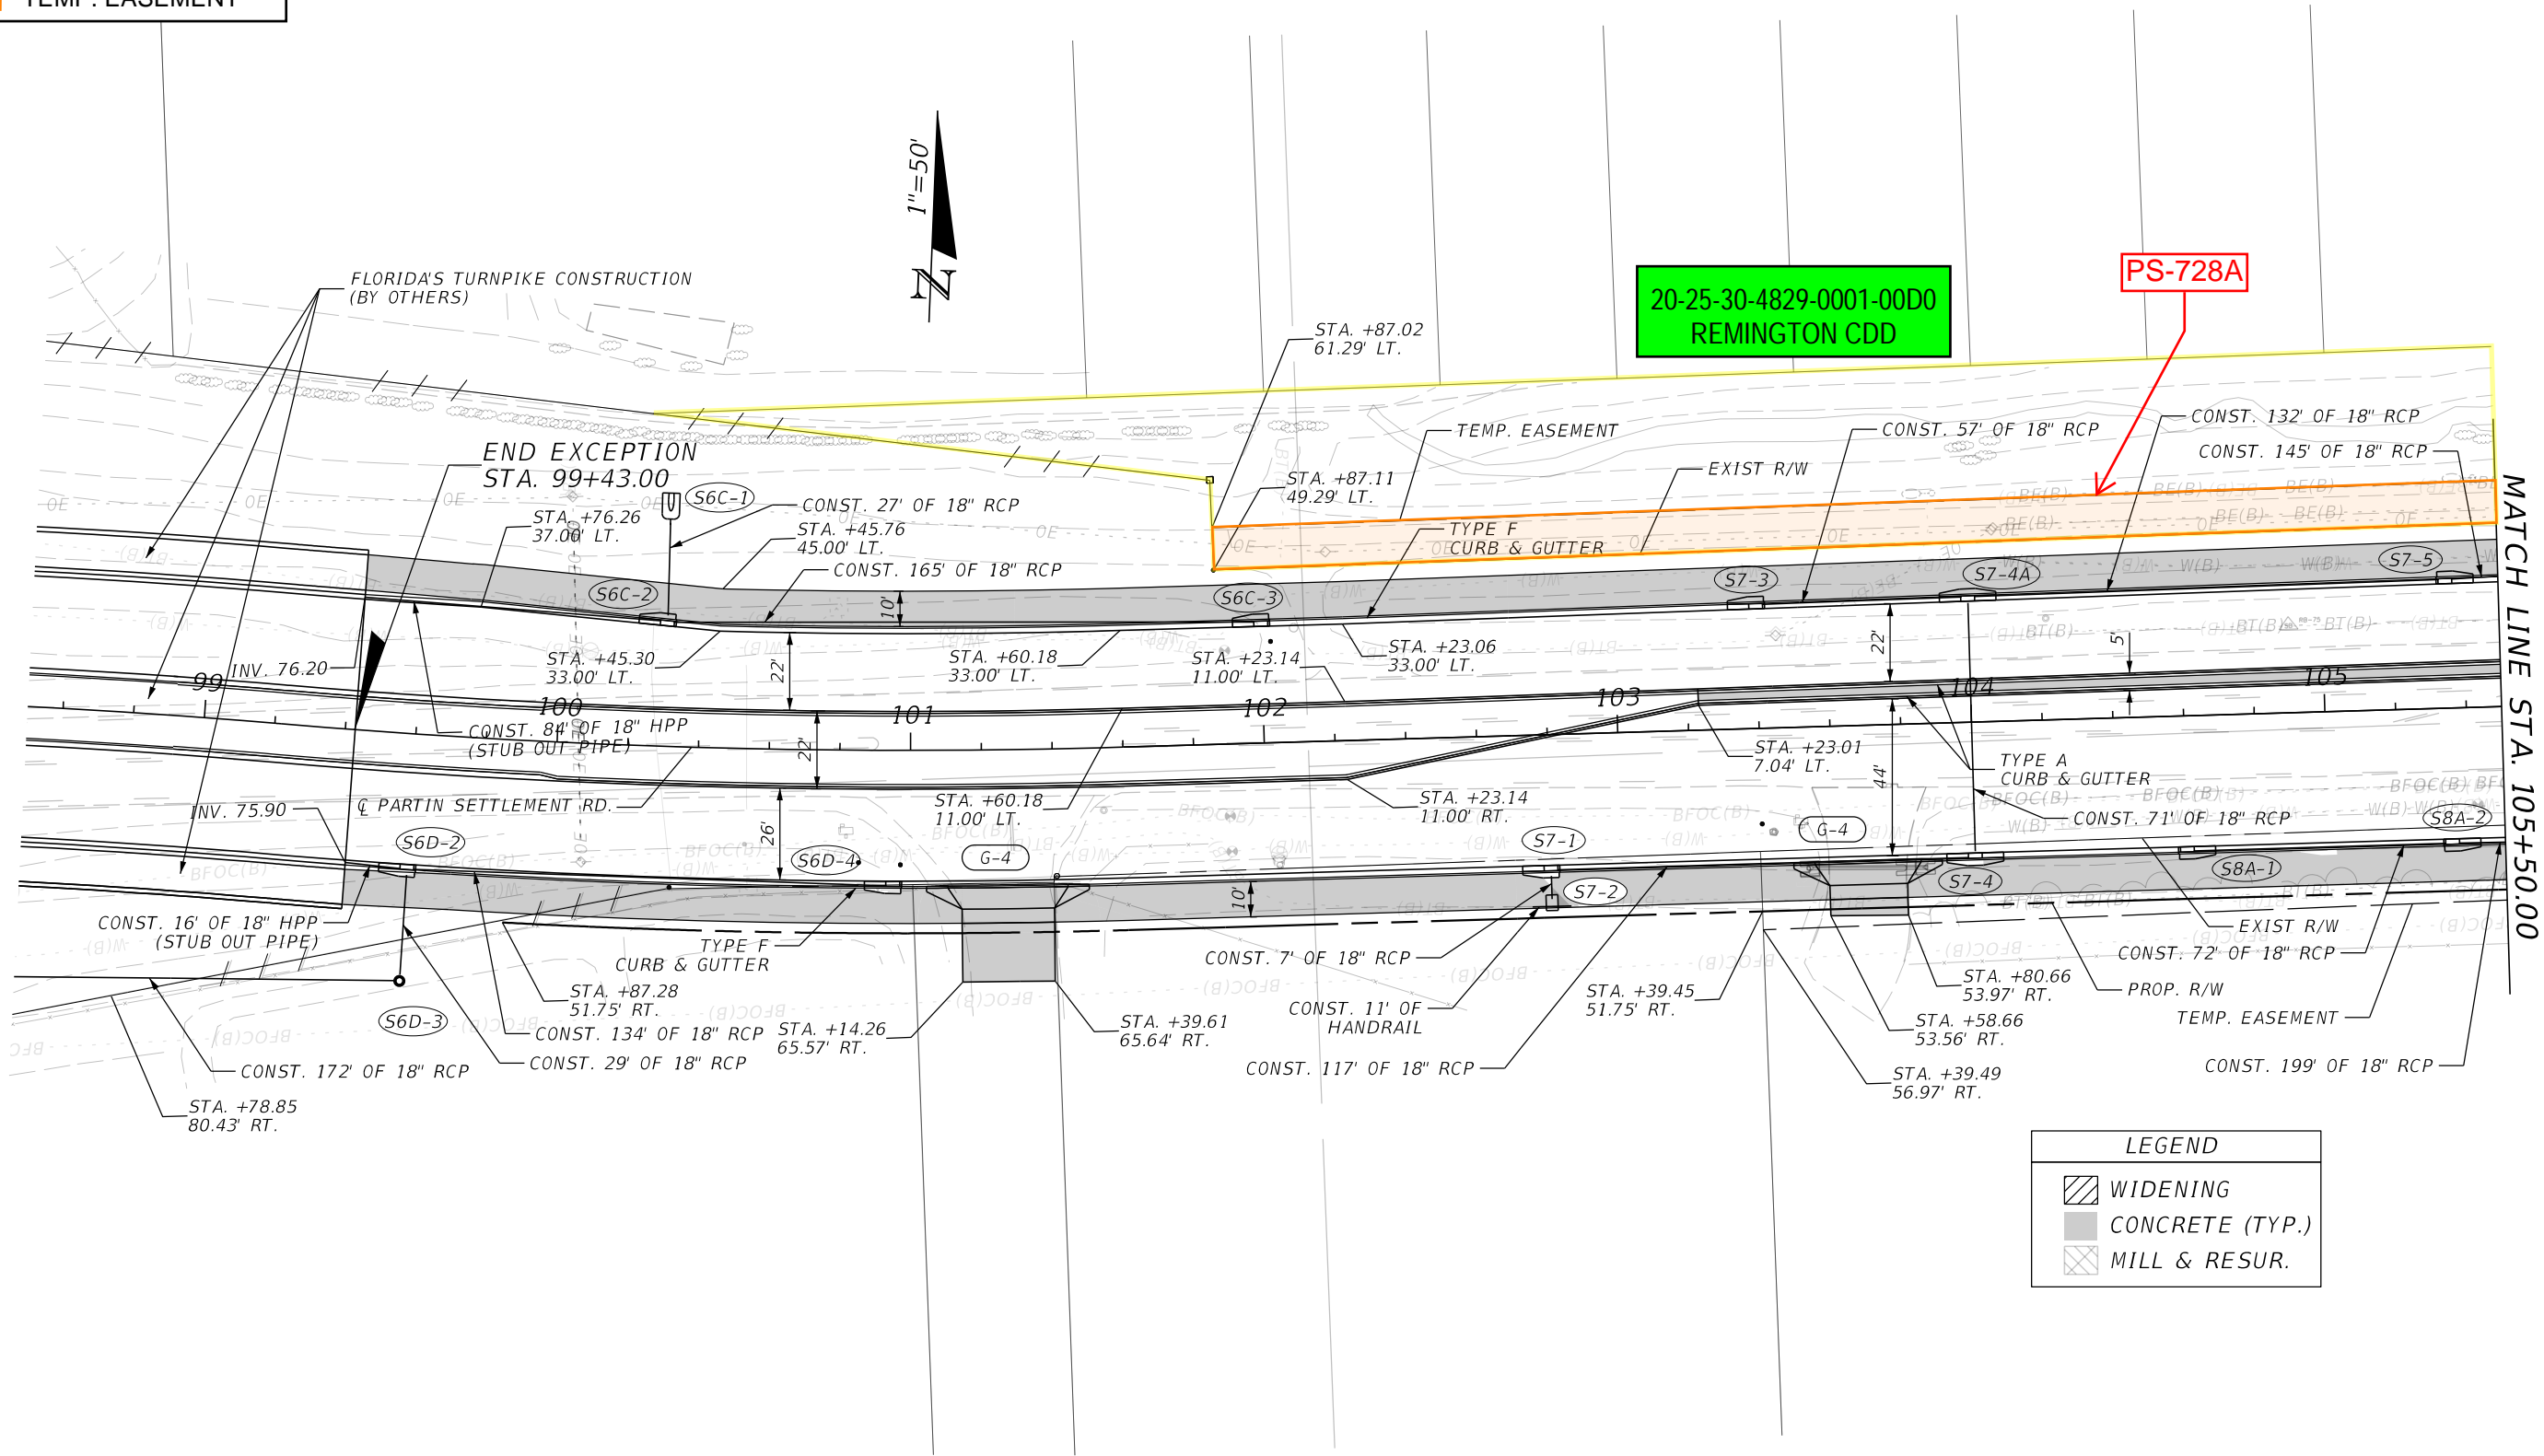 TEMP. EASEMENT
1"=50'
N
FLORIDA'S TURNPIKE CONSTRUCTION
(BY OTHERS)
20-25-30-4829-0001-00D0
REMINGTON CDD
PS-728A
STA. +87.02
61.29' LT.
END EXCEPTION
STA. 99+43.00
S6C-1
CONST. 27' OF 18" RCP
STA. +76.26
37.00' LT.
STA. +45.76
45.00' LT.
CONST. 165' OF 18" RCP
STA. +87.11
49.29' LT.
TEMP. EASEMENT
EXIST R/W
CONST. 57' OF 18" RCP
CONST. 132' OF 18" RCP
CONST. 145' OF 18" RCP
TYPE F
CURB & GUTTER
S6C-2
S6C-3
S7-3
S7-4A
S7-5
10'
22'
22'
5'
INV. 76.20
STA. +45.30
33.00' LT.
STA. +60.18
33.00' LT.
STA. +23.14
11.00' LT.
STA. +23.06
33.00' LT.
99
100
101
102
103
104
105
MATCH LINE STA. 105+50.00
CONST. 84' OF 18" HPP
(STUB OUT PIPE)
22'
44'
STA. +23.01
7.04' LT.
TYPE A
CURB & GUTTER
INV. 75.90
℄ PARTIN SETTLEMENT RD.
STA. +60.18
11.00' LT.
STA. +23.14
11.00' RT.
CONST. 71' OF 18" RCP
26'
S6D-2
S6D-4
G-4
S7-1
S7-2
G-4
S7-4
S8A-1
S8A-2
10'
CONST. 16' OF 18" HPP
(STUB OUT PIPE)
TYPE F
CURB & GUTTER
CONST. 7' OF 18" RCP
EXIST R/W
CONST. 72' OF 18" RCP
S6D-3
STA. +87.28
51.75' RT.
CONST. 134' OF 18" RCP
CONST. 29' OF 18" RCP
STA. +14.26
65.57' RT.
STA. +39.61
65.64' RT.
CONST. 11' OF
HANDRAIL
CONST. 117' OF 18" RCP
STA. +39.45
51.75' RT.
STA. +80.66
53.97' RT.
STA. +58.66
53.56' RT.
PROP. R/W
TEMP. EASEMENT
CONST. 172' OF 18" RCP
STA. +78.85
80.43' RT.
STA. +39.49
56.97' RT.
CONST. 199' OF 18" RCP
LEGEND
WIDENING
CONCRETE (TYP.)
MILL & RESUR.